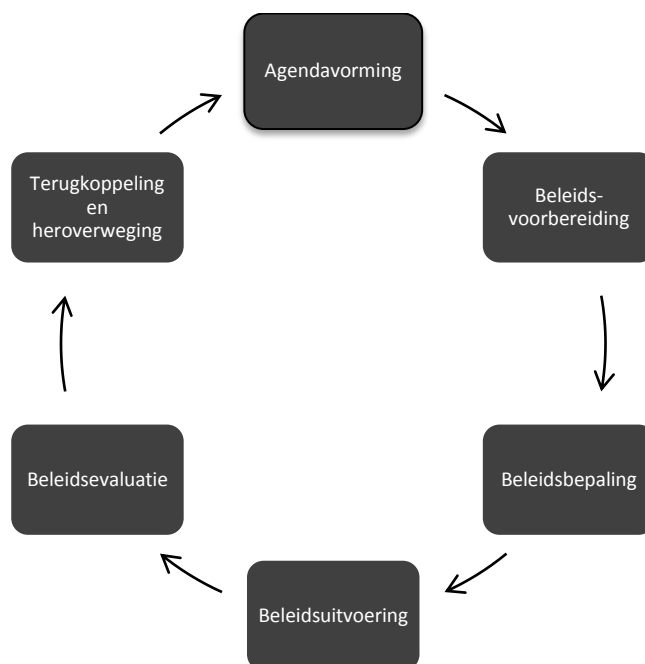 Agendavorming
Beleids-
voorbereiding
Beleidsbepaling
Beleidsuitvoering
Beleidsevaluatie
Terugkoppeling
en
heroverweging